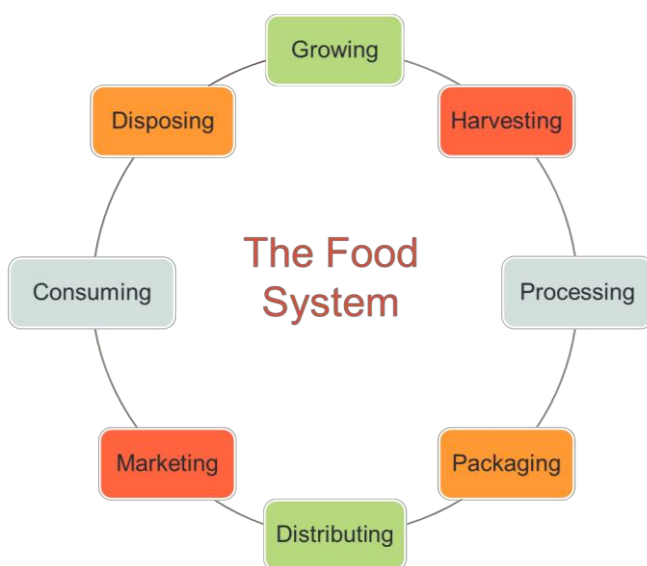 Growing
Disposing
Harvesting
The Food
System
Consuming
Processing
Marketing
Packaging
Distributing